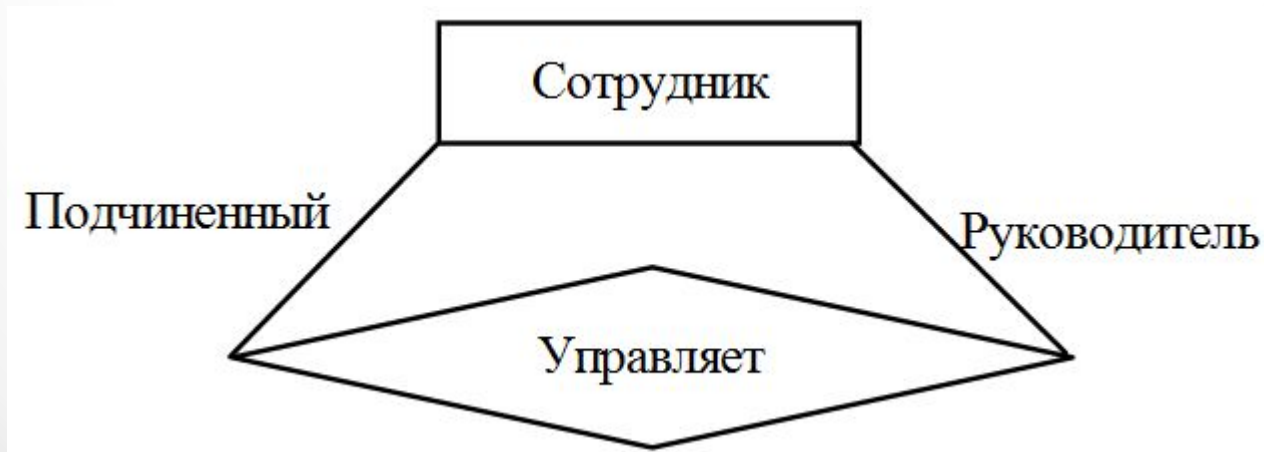 Сотрудник
Подчиненный
Руководитель
Управляет